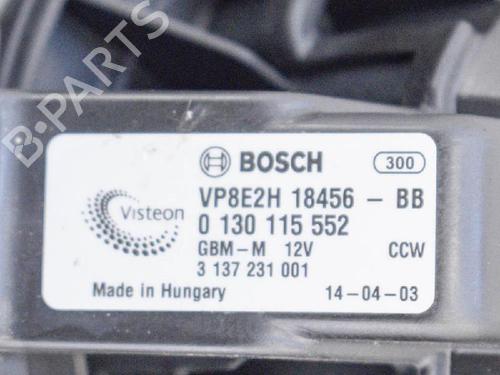 B-PARTS
BOSCH 300
Visteon
VP8E2H 18456 - BB
0 130 115 552
GBM-M 12V CCW
3 137 231 001
Made in Hungary 14-04-03